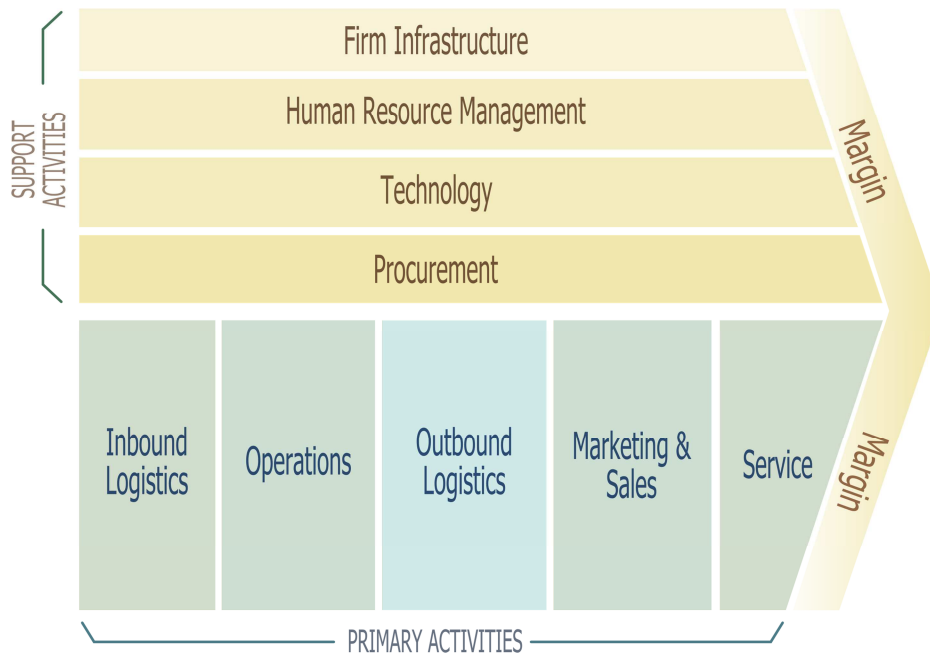 Firm Infrastructure
Human Resource Management
Technology
Procurement
SUPPORT
ACTIVITIES
Margin
Inbound
Logistics
Operations
Outbound
Logistics
Marketing &
Sales
Service
Margin
PRIMARY ACTIVITIES